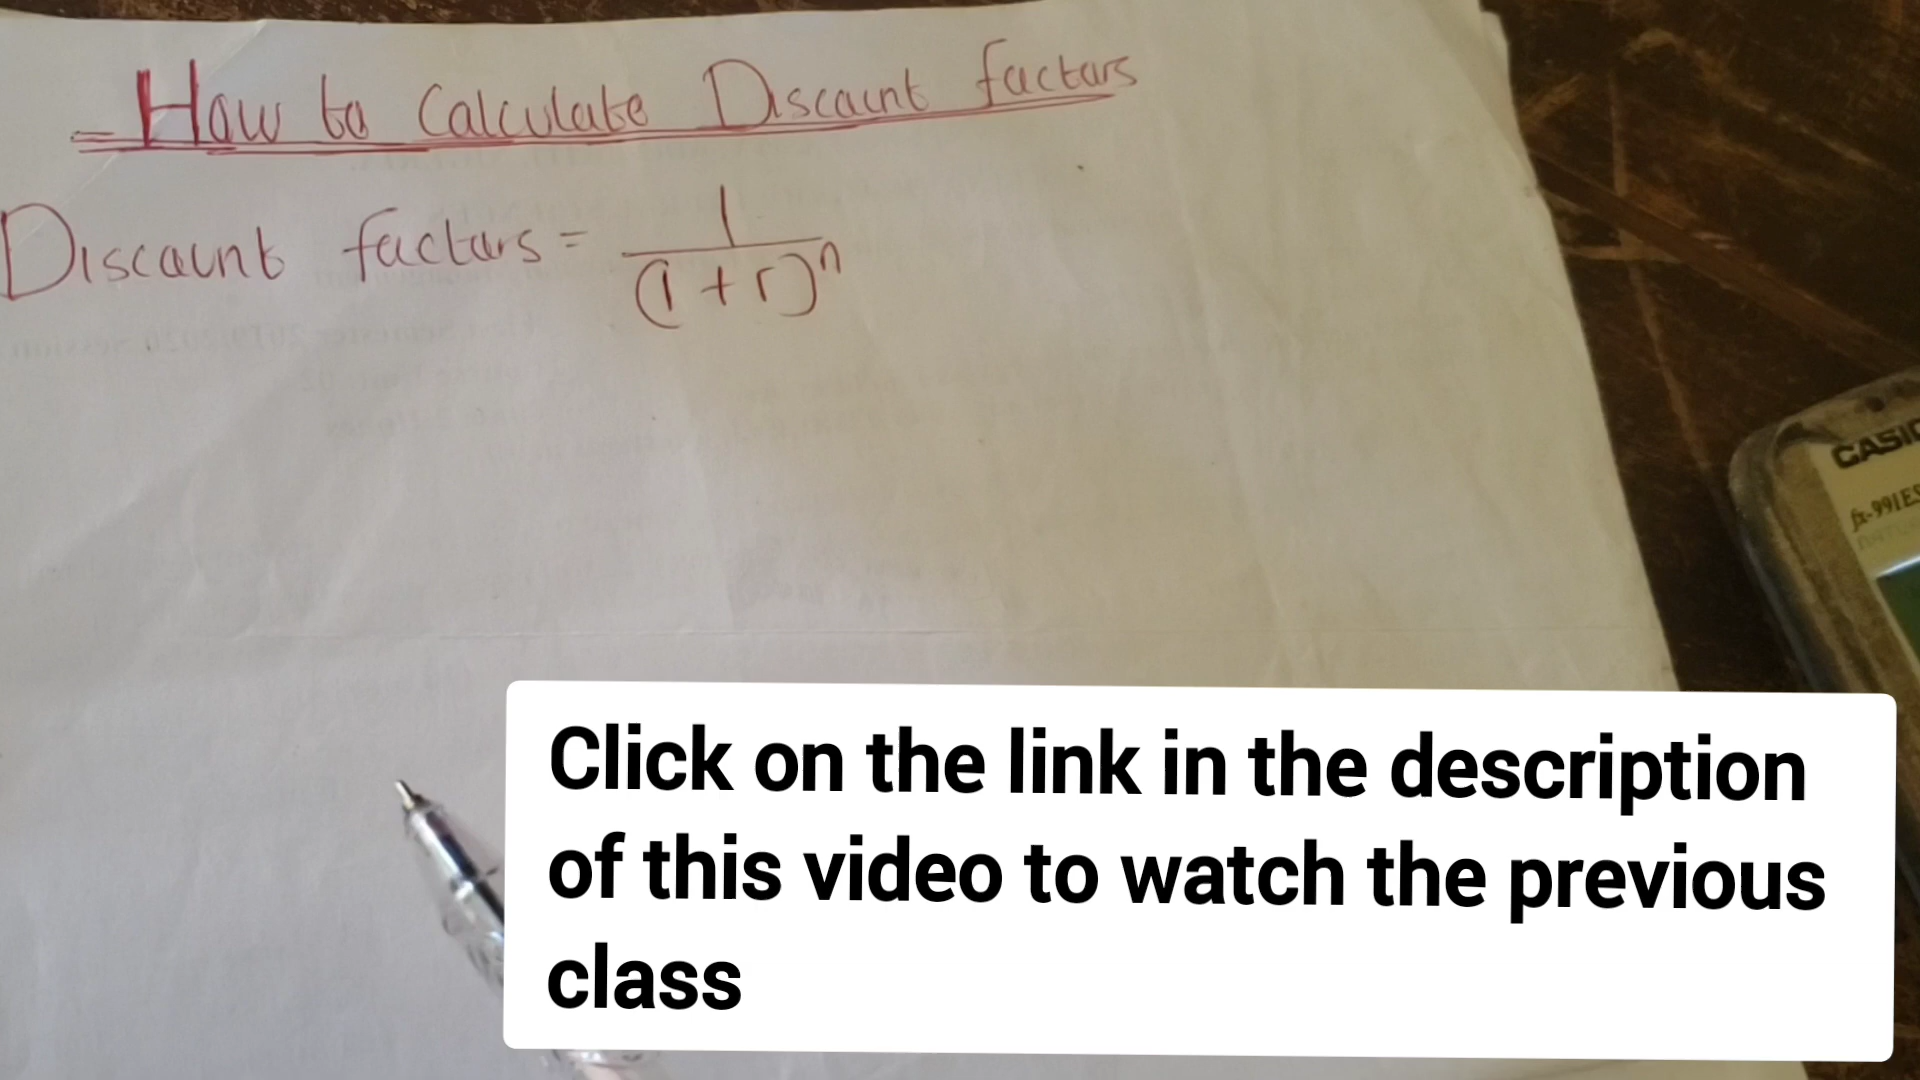 How to Calculate Discount factors
Discount factors = 1/(1+r)^n
CASIO
fx-991ES
Click on the link in the description
of this video to watch the previous
class